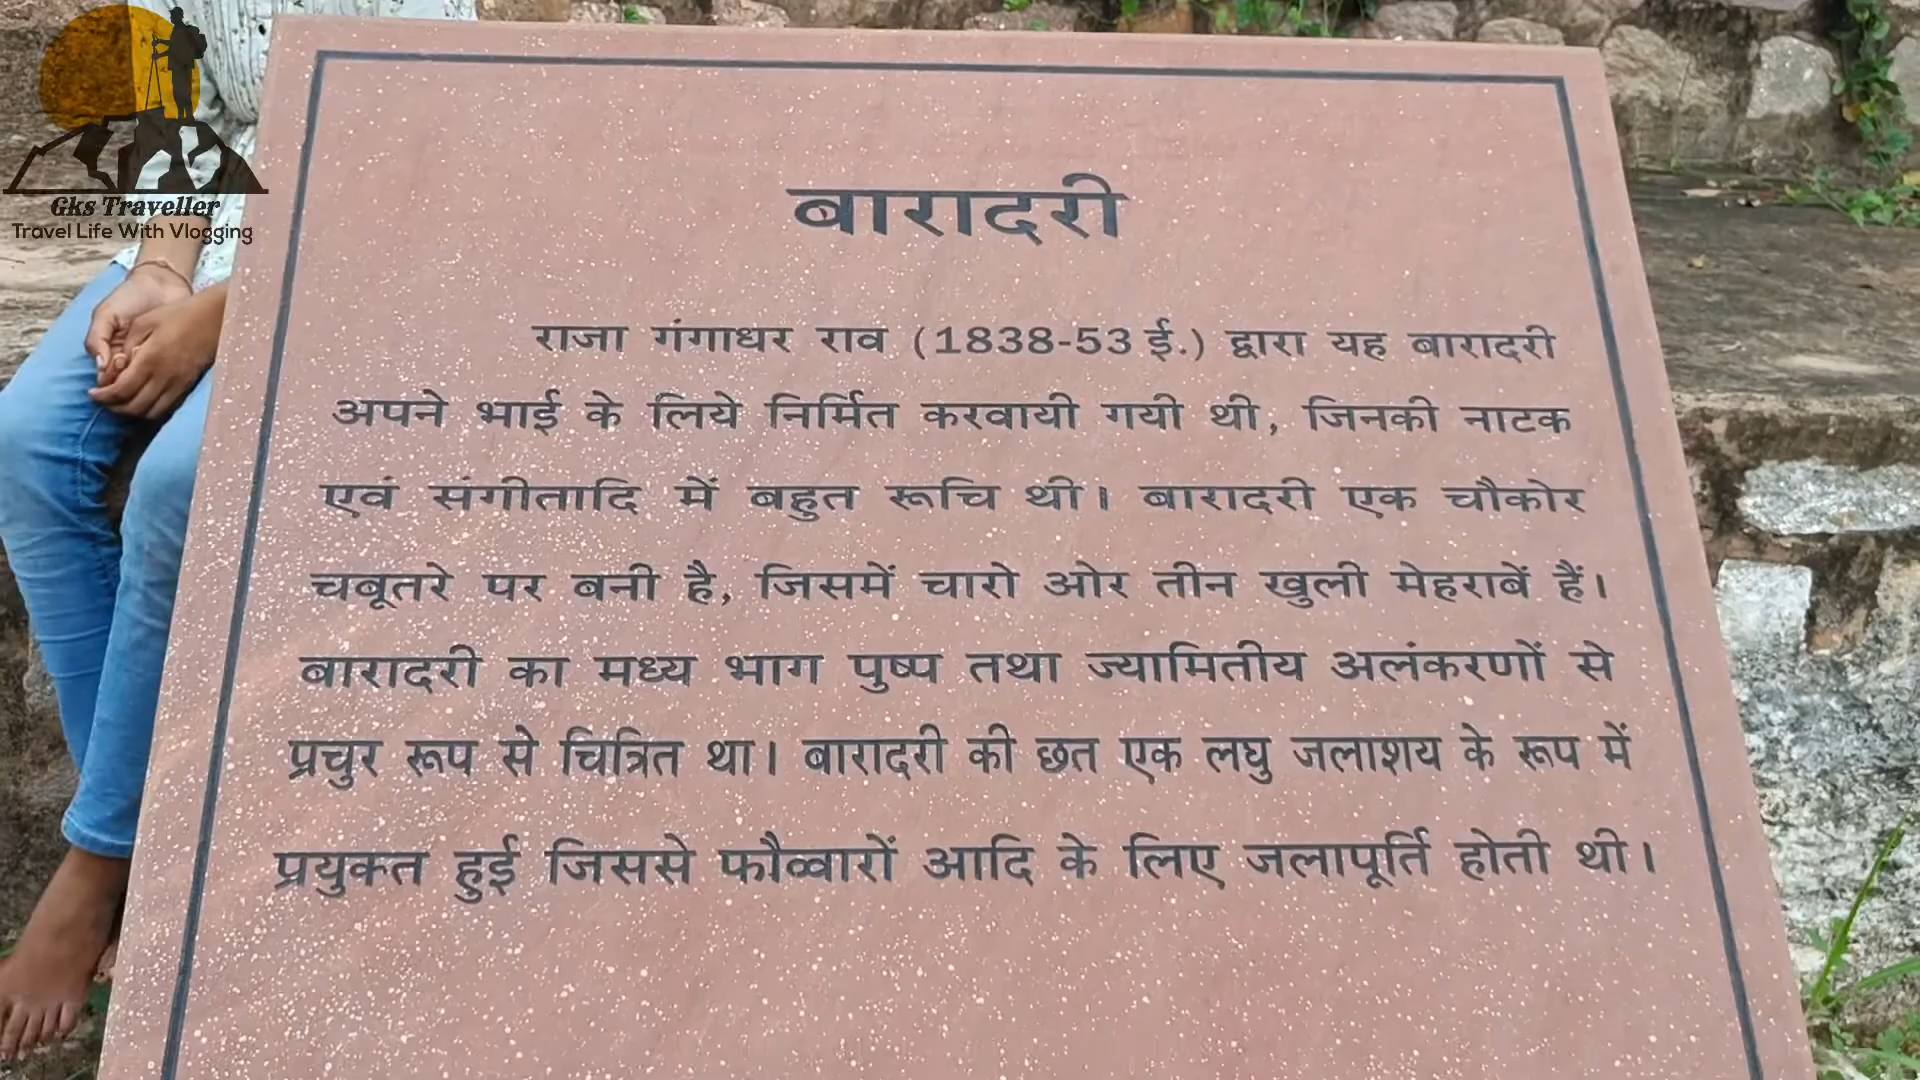 Gks Traveller
Travel Life With Vlogging
बारादरी
राजा गंगाधर राव (1838-53 ई.) द्वारा यह बारादरी
अपने भाई के लिये निर्मित करवायी गयी थी, जिनकी नाटक
एवं संगीतादि में बहुत रूचि थी। बारादरी एक चौकोर
चबूतरे पर बनी है, जिसमें चारो ओर तीन खुली मेहराबें हैं।
बारादरी का मध्य भाग पुष्प तथा ज्यामितीय अलंकरणों से
प्रचुर रूप से चित्रित था। बारादरी की छत एक लघु जलाशय के रूप में
प्रयुक्त हुई जिससे फौव्वारों आदि के लिए जलापूर्ति होती थी।